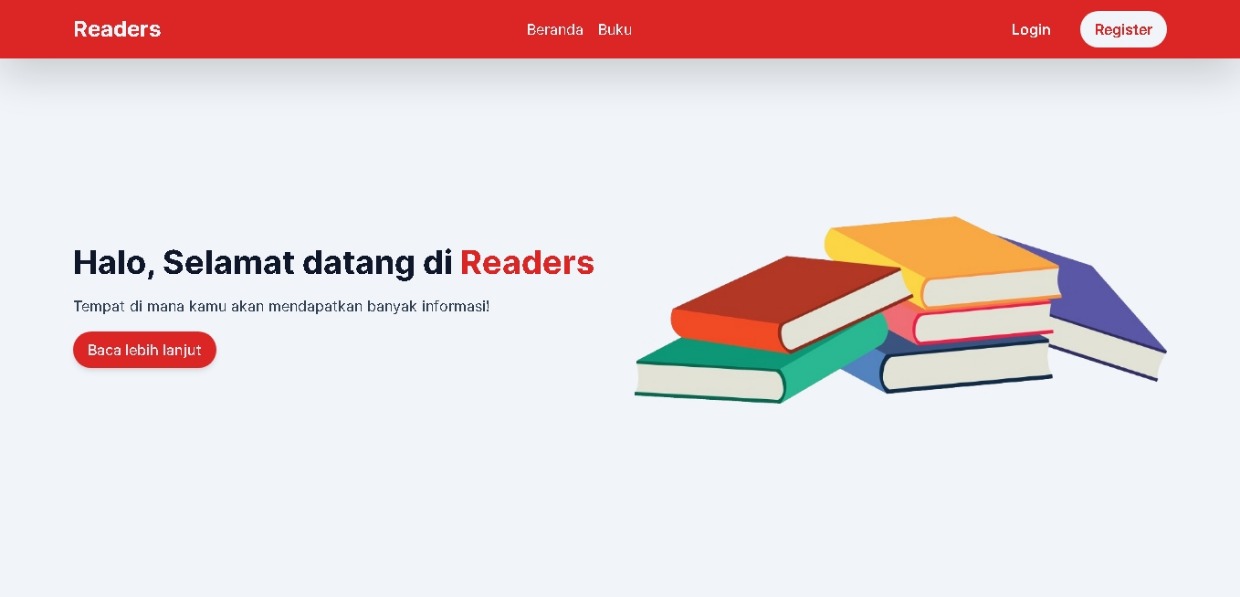 Readers
Beranda Buku
Login
Register
Halo, Selamat datang di Readers
Tempat di mana kamu akan mendapatkan banyak informasi!
Baca lebih lanjut